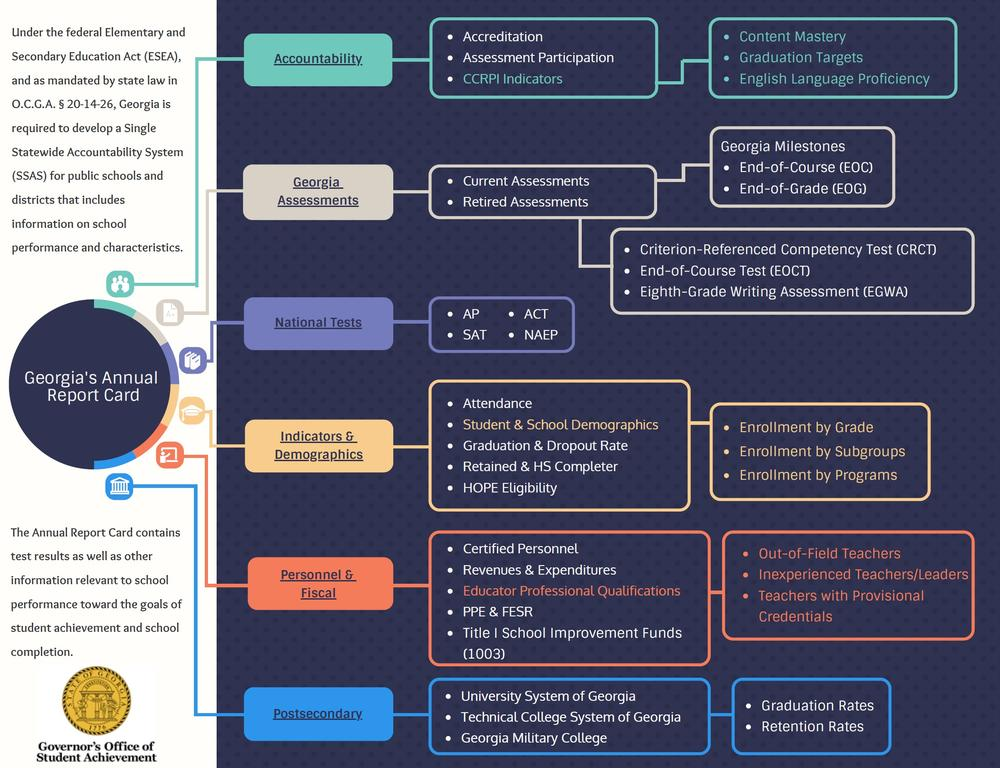 Under the federal Elementary and
Secondary Education Act (ESEA),
and as mandated by state law in
O.C.G.A. § 20-14-26, Georgia is
required to develop a Single
Statewide Accountability System
(SSAS) for public schools and
districts that includes
information on school
performance and characteristics.
Georgia's Annual
Report Card
The Annual Report Card contains
test results as well as other
information relevant to school
performance toward the goals of
student achievement and school
completion.
STATE OF GEORGIA
1776
Governor's Office of
Student Achievement
Accountability
• Accreditation
• Assessment Participation
• CCRPI Indicators
• Content Mastery
• Graduation Targets
• English Language Proficiency
Georgia
Assessments
• Current Assessments
• Retired Assessments
Georgia Milestones
• End-of-Course (EOC)
• End-of-Grade (EOG)
• Criterion-Referenced Competency Test (CRCT)
• End-of-Course Test (EOCT)
• Eighth-Grade Writing Assessment (EGWA)
National Tests
• AP • ACT
• SAT • NAEP
Indicators &
Demographics
• Attendance
• Student & School Demographics
• Graduation & Dropout Rate
• Retained & HS Completer
• HOPE Eligibility
• Enrollment by Grade
• Enrollment by Subgroups
• Enrollment by Programs
Personnel &
Fiscal
• Certified Personnel
• Revenues & Expenditures
• Educator Professional Qualifications
• PPE & FESR
• Title I School Improvement Funds
(1003)
• Out-of-Field Teachers
• Inexperienced Teachers/Leaders
• Teachers with Provisional
Credentials
Postsecondary
• University System of Georgia
• Technical College System of Georgia
• Georgia Military College
• Graduation Rates
• Retention Rates